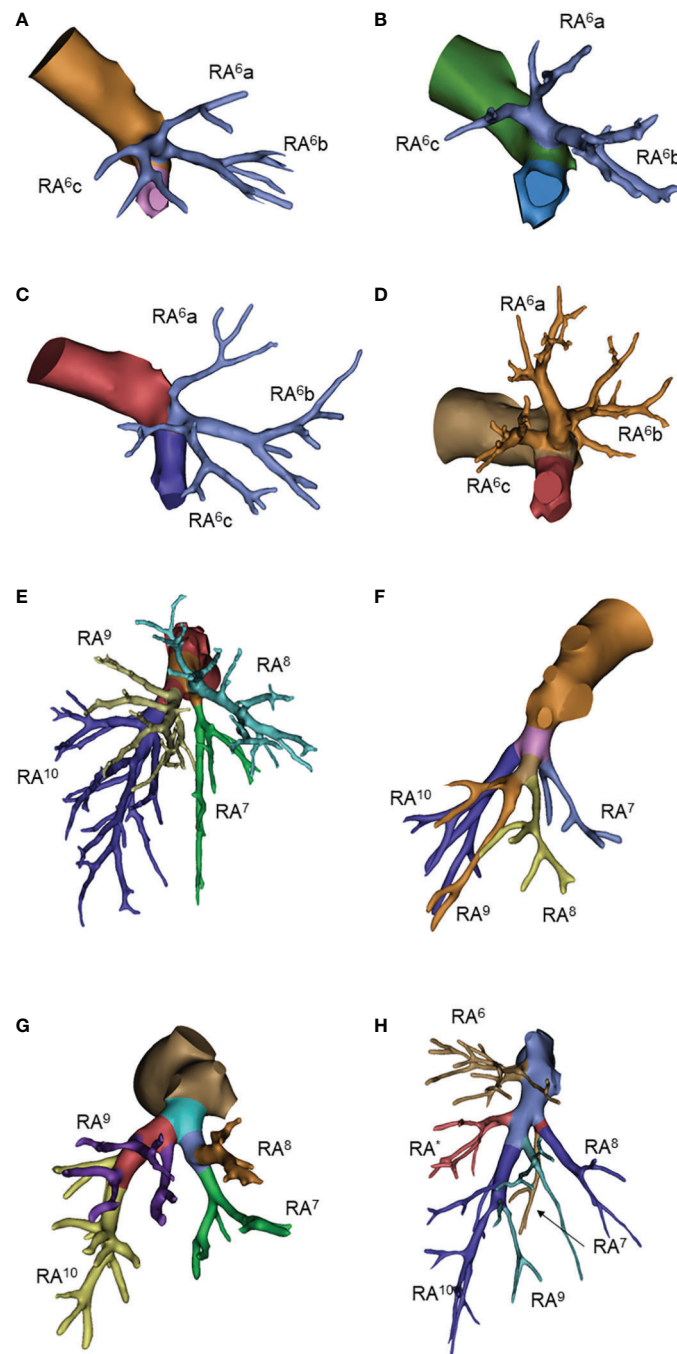 A
RA⁶a
RA⁶b
RA⁶c
B
RA⁶a
RA⁶c
RA⁶b
C
RA⁶a
RA⁶b
RA⁶c
D
RA⁶a
RA⁶b
RA⁶c
E
RA⁹
RA⁸
RA¹⁰
RA⁷
F
RA¹⁰
RA⁷
RA⁹
RA⁸
G
RA⁹
RA⁸
RA⁷
RA¹⁰
H
RA⁶
RA*
RA⁸
RA⁷
RA¹⁰
RA⁹